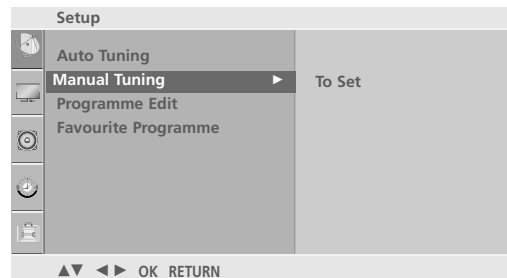 Setup
Auto Tuning
Manual Tuning ► To Set
Programme Edit
Favourite Programme
▲▼ ◄► OK RETURN